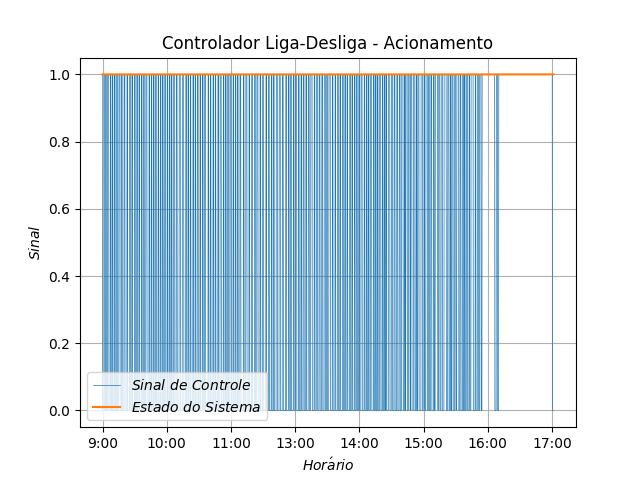 Controlador Liga-Desliga - Acionamento
1.0
0.8
0.6
0.4
0.2
0.0
Sinal
Sinal de Controle
Estado do Sistema
9:00 10:00 11:00 12:00 13:00 14:00 15:00 16:00 17:00
Horário